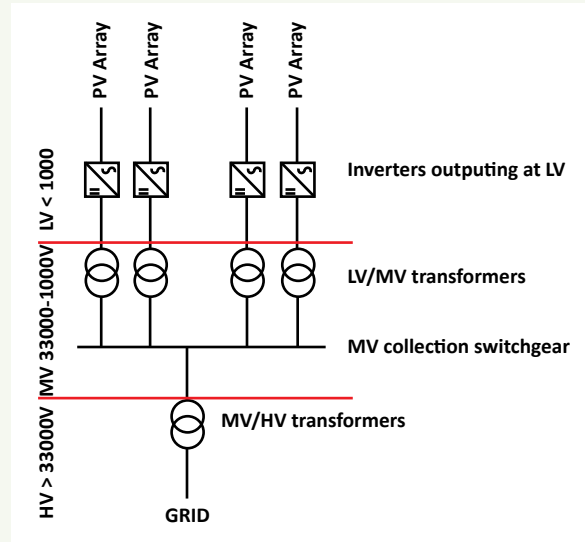 PV Array
PV Array
PV Array
PV Array
LV < 1000
Inverters outputing at LV
MV 33000-1000V
LV/MV transformers
MV collection switchgear
HV > 33000V
MV/HV transformers
GRID